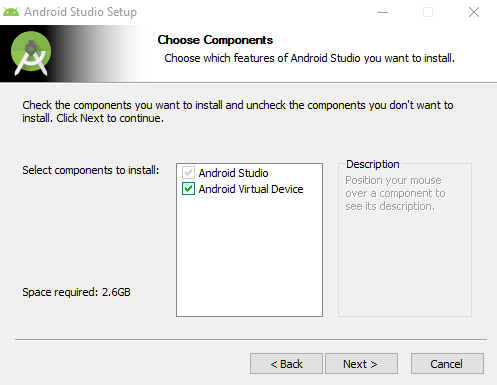 Android Studio Setup
Choose Components
Choose which features of Android Studio you want to install.
Check the components you want to install and uncheck the components you don't want to
install. Click Next to continue.
Select components to install:
Android Studio
Android Virtual Device
Description
Position your mouse
over a component to
see its description.
Space required: 2.6GB
< Back
Next >
Cancel